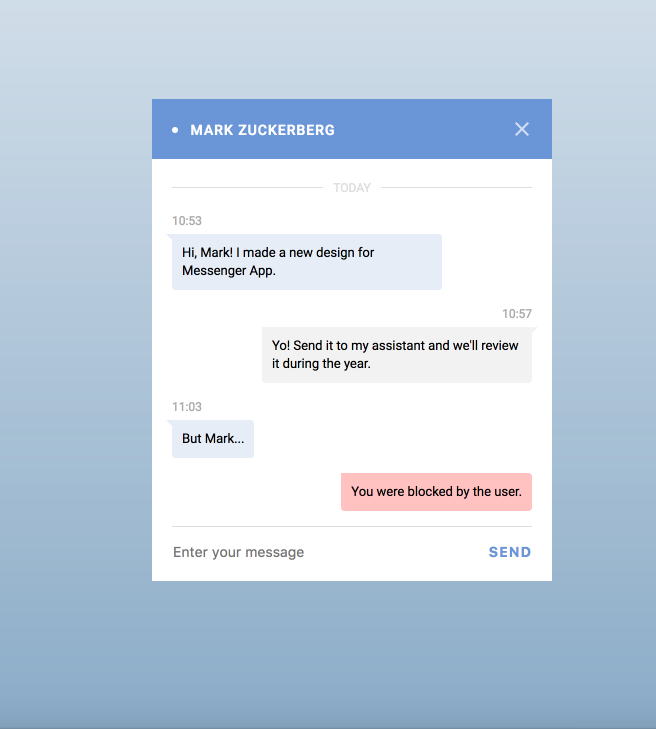 MARK ZUCKERBERG
TODAY
10:53
Hi, Mark! I made a new design for
Messenger App.
10:57
Yo! Send it to my assistant and we'll review
it during the year.
11:03
But Mark...
You were blocked by the user.
Enter your message
SEND